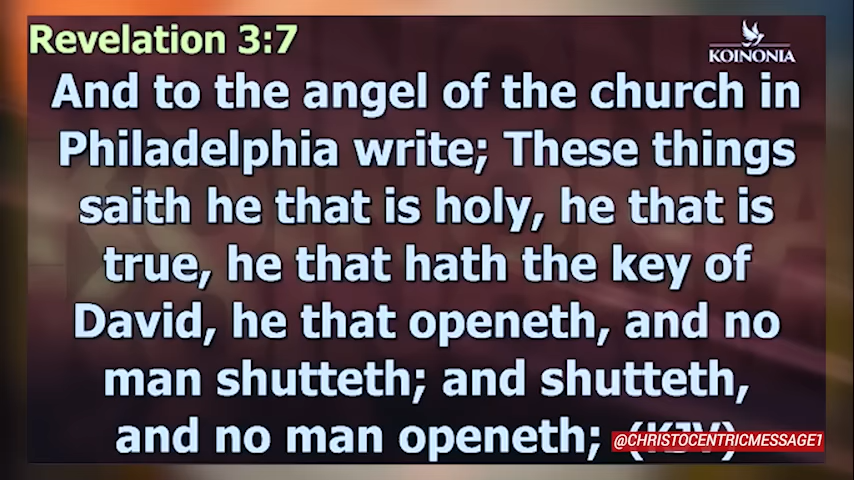 Revelation 3:7
KOINONIA
And to the angel of the church in
Philadelphia write; These things
saith he that is holy, he that is
true, he that hath the key of
David, he that openeth, and no
man shutteth; and shutteth,
and no man openeth; (KJV)
@CHRISTOCENTRICMESSAGE1